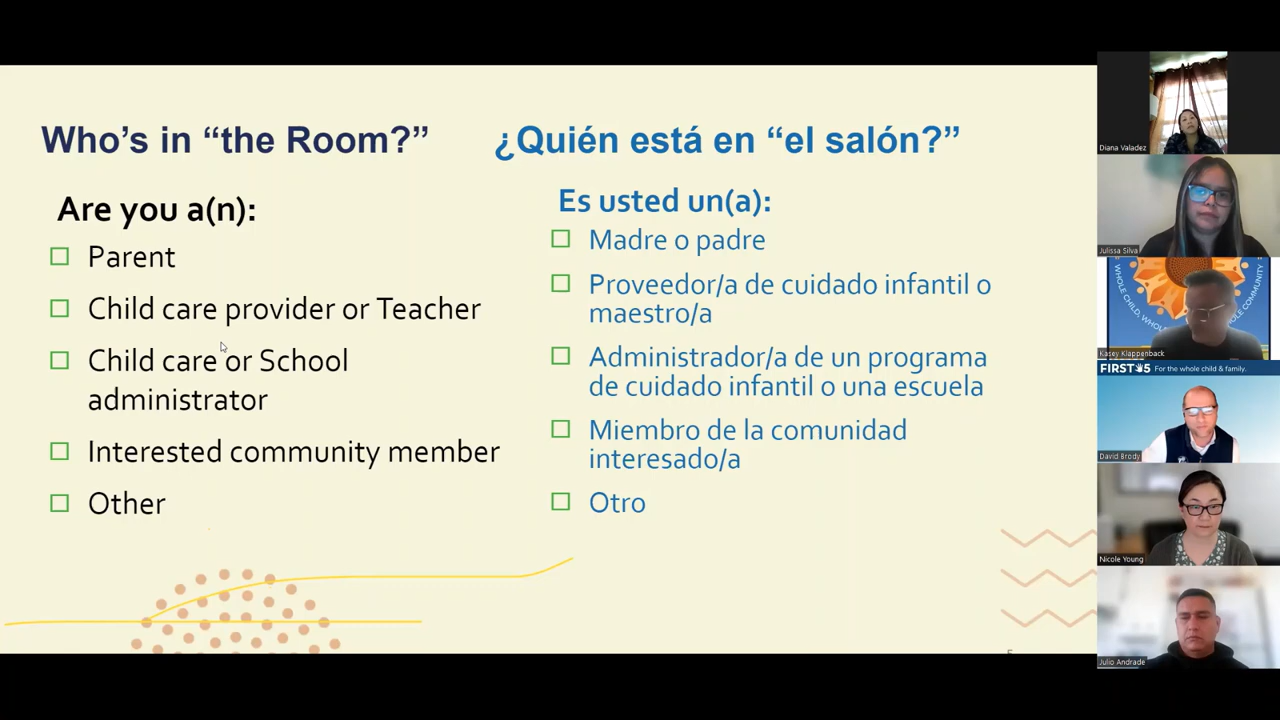 Who's in “the Room?”
Are you a(n):
Parent
Child care provider or Teacher
Child care or School
administrator
Interested community member
Other
¿Quién está en “el salón?”
Es usted un(a):
Madre o padre
Proveedor/a de cuidado infantil o
maestro/a
Administrador/a de un programa
de cuidado infantil o una escuela
Miembro de la comunidad
interesado/a
Otro
Diana Valadez
Julissa Silva
WHOLE CHILD, WHOLE COMMUNITY
Kasey Klappenback
FIRST 5 For the whole child & family.
David Brody
Nicole Young
Julio Andrade